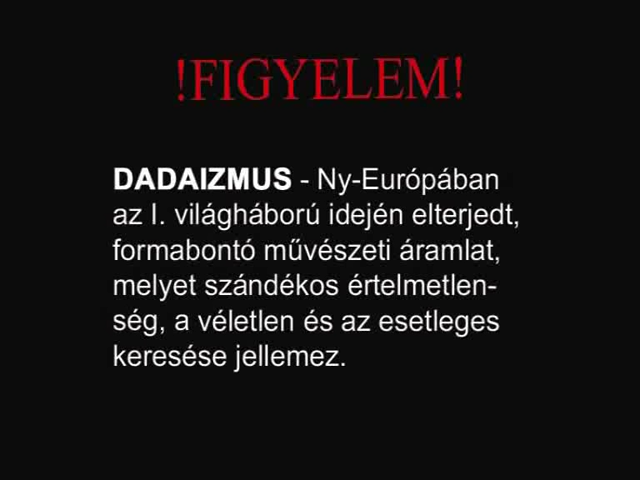 !FIGYELEM!
DADAIZMUS - Ny-Európában
az I. világháború idején elterjedt,
formabontó művészeti áramlat,
melyet szándékos értelmetlen-
ség, a véletlen és az esetleges
keresése jellemez.